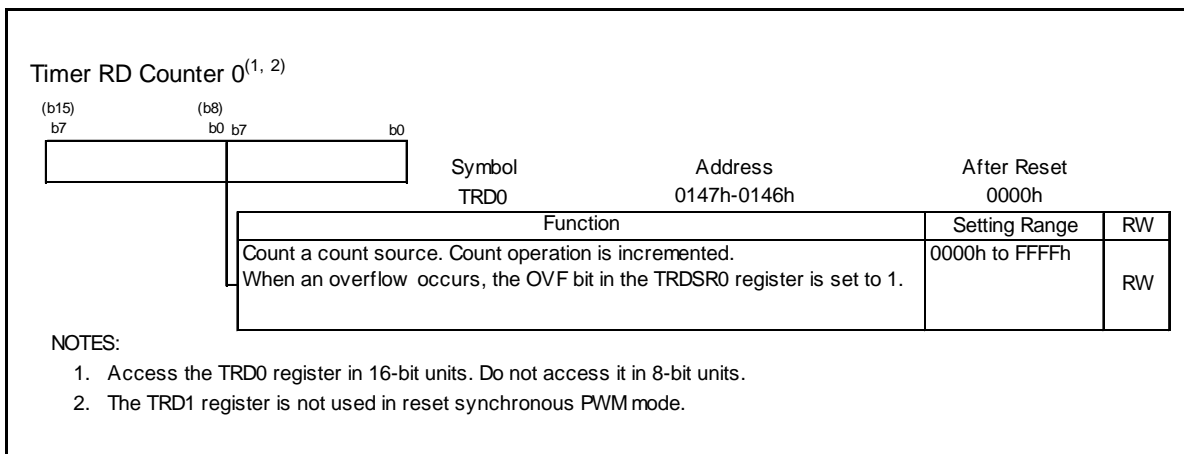 Timer RD Counter 0(1, 2)
(b15) (b8)
b7 b0 b7 b0
Symbol Address After Reset
TRD0 0147h-0146h 0000h
Function Setting Range RW
Count a count source. Count operation is incremented. 0000h to FFFFh
When an overflow occurs, the OVF bit in the TRDSR0 register is set to 1. RW
NOTES:
1. Access the TRD0 register in 16-bit units. Do not access it in 8-bit units.
2. The TRD1 register is not used in reset synchronous PWM mode.